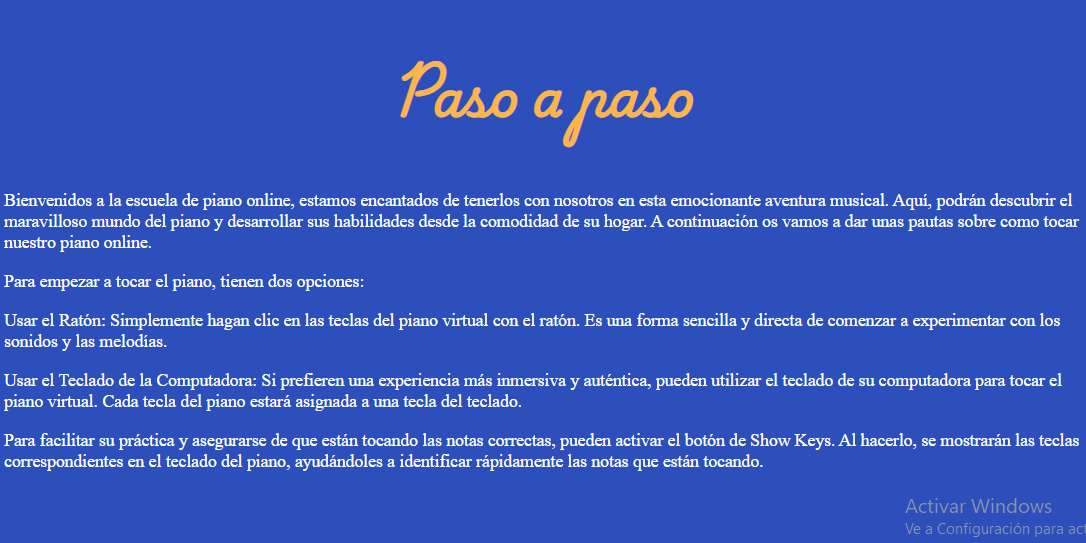 Paso a paso
Bienvenidos a la escuela de piano online, estamos encantados de tenerlos con nosotros en esta emocionante aventura musical. Aquí, podrán descubrir el
maravilloso mundo del piano y desarrollar sus habilidades desde la comodidad de su hogar. A continuación os vamos a dar unas pautas sobre como tocar
nuestro piano online.
Para empezar a tocar el piano, tienen dos opciones:
Usar el Ratón: Simplemente hagan clic en las teclas del piano virtual con el ratón. Es una forma sencilla y directa de comenzar a experimentar con los
sonidos y las melodías.
Usar el Teclado de la Computadora: Si prefieren una experiencia más inmersiva y auténtica, pueden utilizar el teclado de su computadora para tocar el
piano virtual. Cada tecla del piano estará asignada a una tecla del teclado.
Para facilitar su práctica y asegurarse de que están tocando las notas correctas, pueden activar el botón de Show Keys. Al hacerlo, se mostrarán las teclas
correspondientes en el teclado del piano, ayudándoles a identificar rápidamente las notas que están tocando.
Activar Windows
Ve a Configuración para act